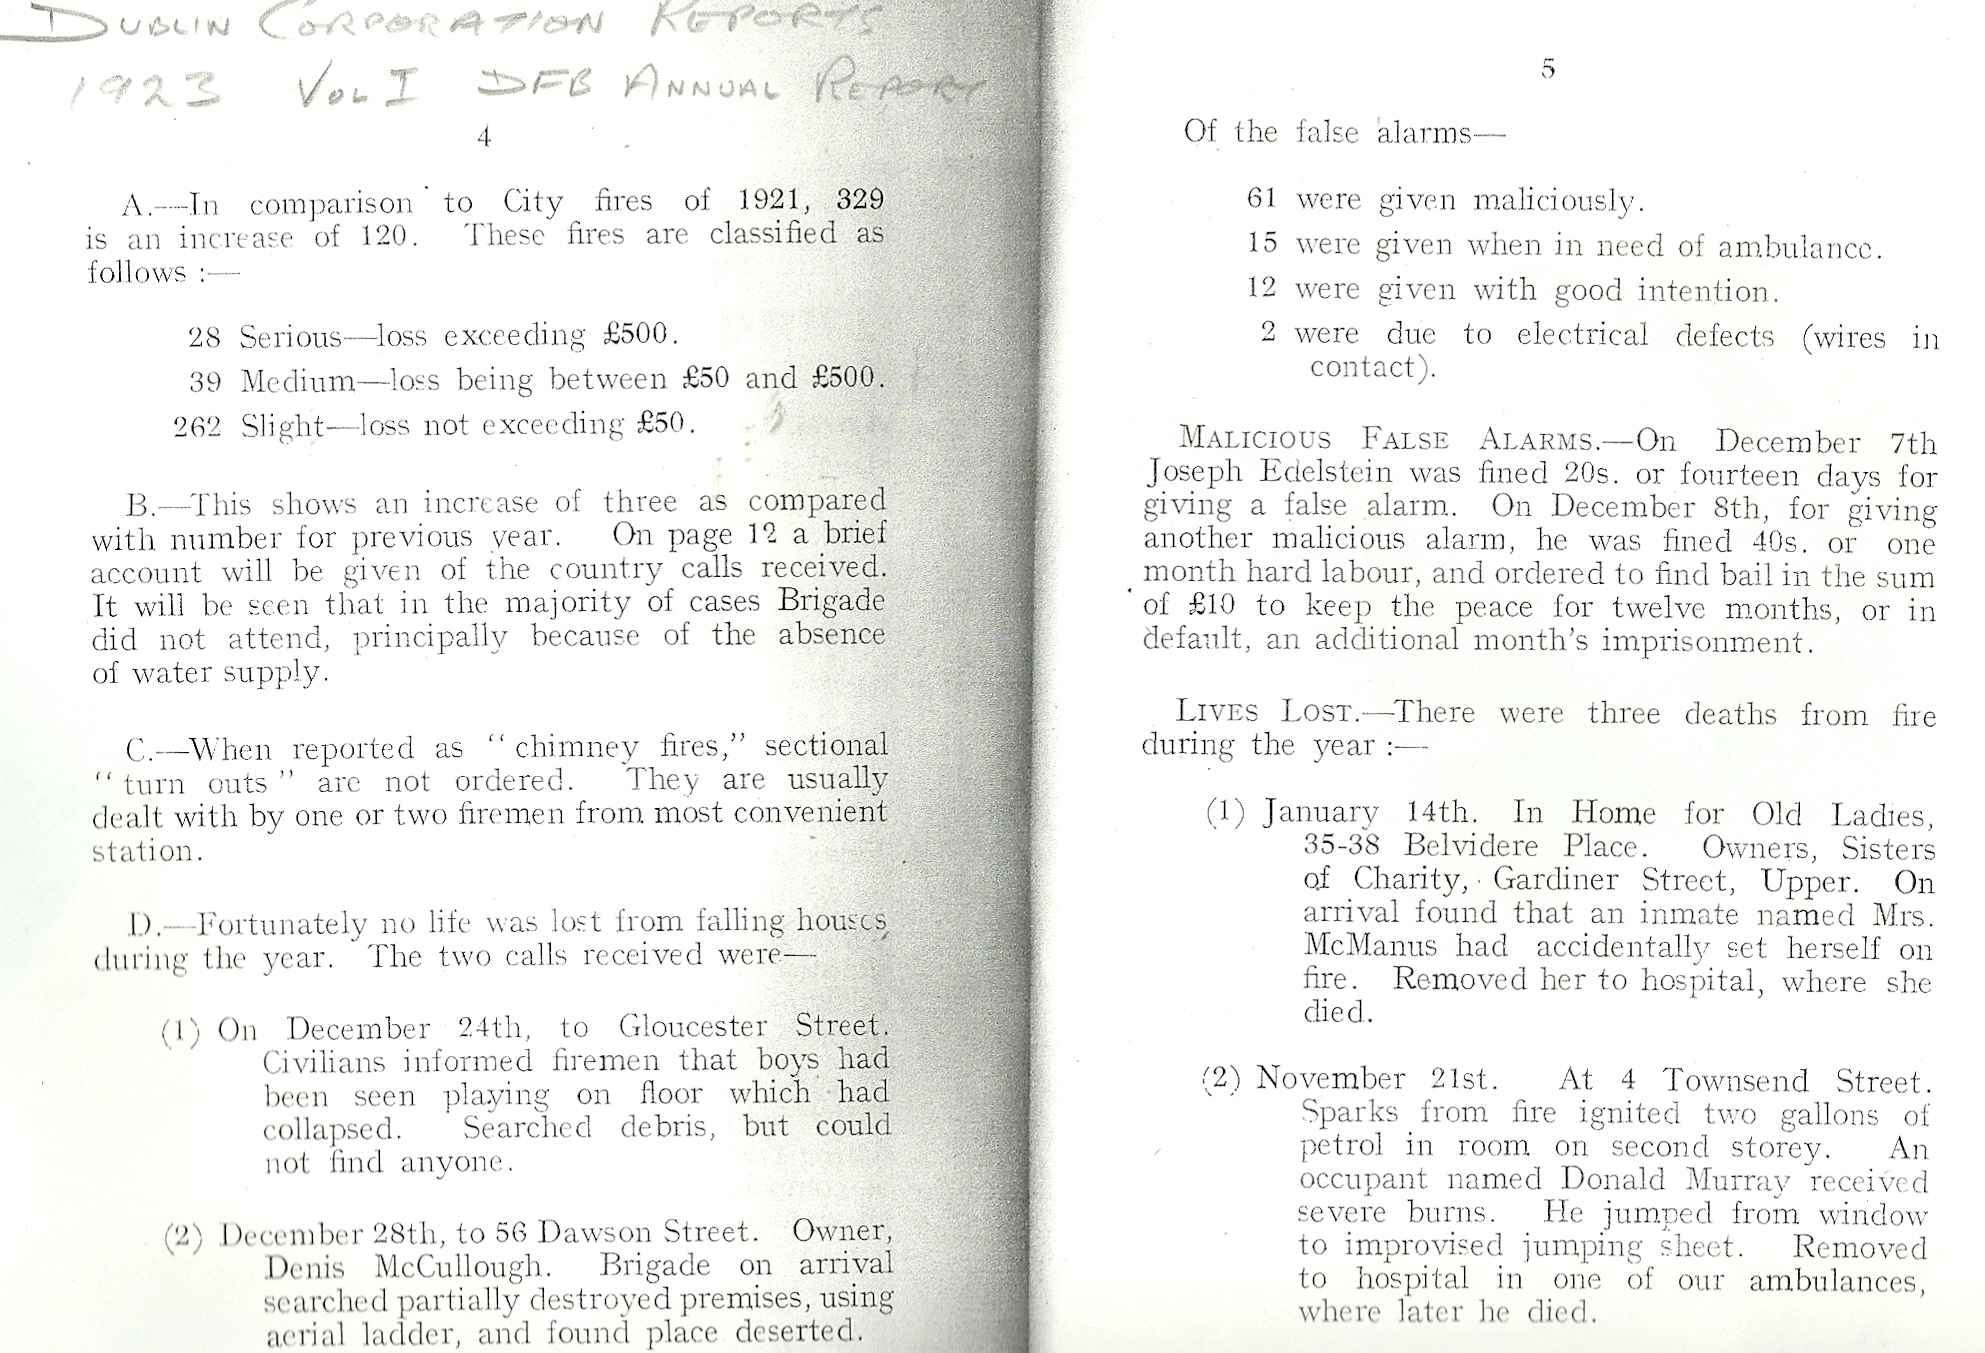 DUBLIN CORPORATION REPORTS
1923 VOL I DFB ANNUAL REPORT
4
A.—In comparison to City fires of 1921, 329
is an increase of 120. These fires are classified as
follows :—
28 Serious—loss exceeding £500.
39 Medium—loss being between £50 and £500.
262 Slight—loss not exceeding £50.
B.—This shows an increase of three as compared
with number for previous year. On page 12 a brief
account will be given of the country calls received.
It will be seen that in the majority of cases Brigade
did not attend, principally because of the absence
of water supply.
C.—When reported as “chimney fires,” sectional
“turn outs” are not ordered. They are usually
dealt with by one or two firemen from most convenient
station.
D.—Fortunately no life was lost from falling houses
during the year. The two calls received were—
(1) On December 24th, to Gloucester Street.
Civilians informed firemen that boys had
been seen playing on floor which had
collapsed. Searched debris, but could
not find anyone.
(2) December 28th, to 56 Dawson Street. Owner,
Denis McCullough. Brigade on arrival
searched partially destroyed premises, using
aerial ladder, and found place deserted.
5
Of the false alarms—
61 were given maliciously.
15 were given when in need of ambulance.
12 were given with good intention.
2 were due to electrical defects (wires in
contact).
MALICIOUS FALSE ALARMS.—On December 7th
Joseph Edelstein was fined 20s. or fourteen days for
giving a false alarm. On December 8th, for giving
another malicious alarm, he was fined 40s. or one
month hard labour, and ordered to find bail in the sum
of £10 to keep the peace for twelve months, or in
default, an additional month's imprisonment.
LIVES LOST.—There were three deaths from fire
during the year :—
(1) January 14th. In Home for Old Ladies,
35-38 Belvidere Place. Owners, Sisters
of Charity, Gardiner Street, Upper. On
arrival found that an inmate named Mrs.
McManus had accidentally set herself on
fire. Removed her to hospital, where she
died.
(2) November 21st. At 4 Townsend Street.
Sparks from fire ignited two gallons of
petrol in room on second storey. An
occupant named Donald Murray received
severe burns. He jumped from window
to improvised jumping sheet. Removed
to hospital in one of our ambulances,
where later he died.